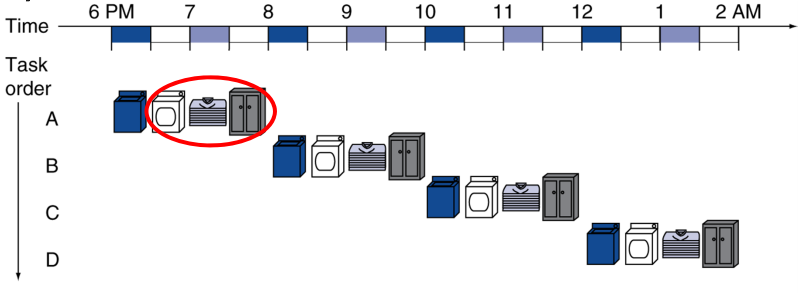 6 PM 7 8 9 10 11 12 1 2 AM
Time
Task
order
A
B
C
D